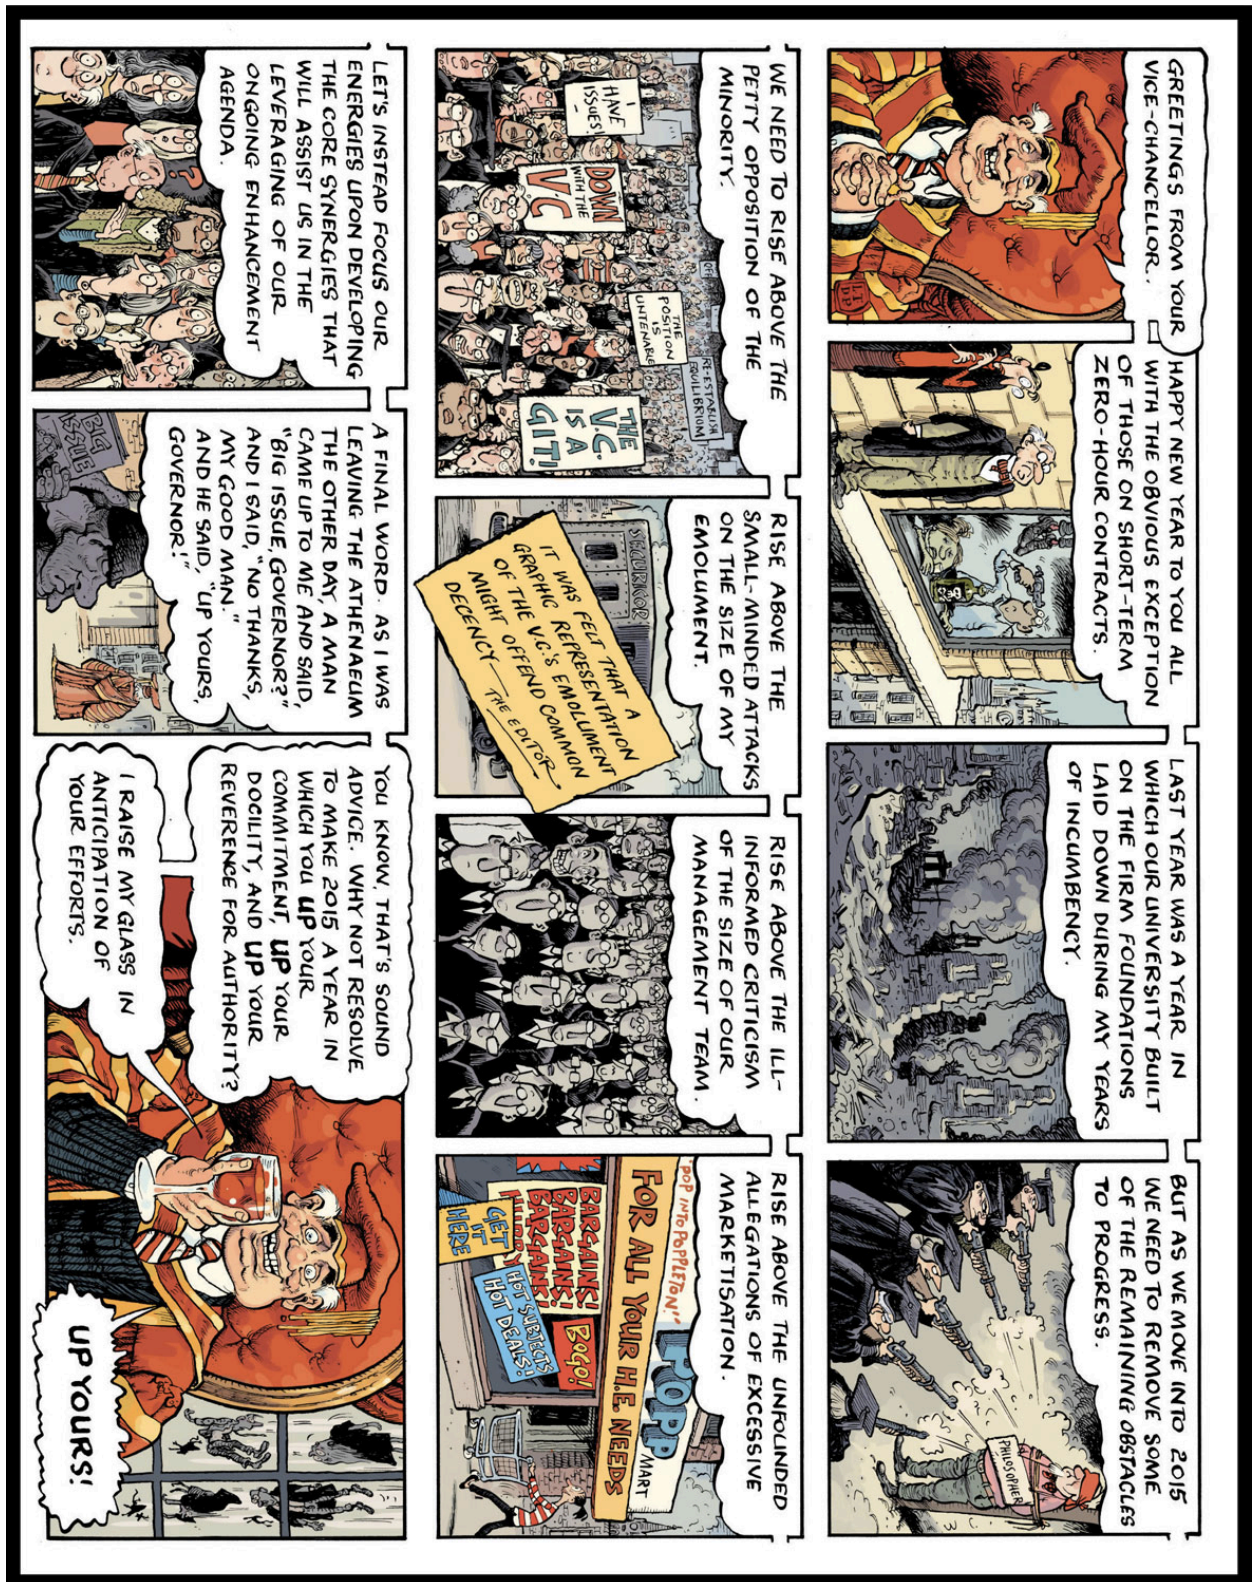 GREETINGS FROM YOUR
VICE-CHANCELLOR.
HAPPY NEW YEAR TO YOU ALL
WITH THE OBVIOUS EXCEPTION
OF THOSE ON SHORT-TERM
ZERO-HOUR CONTRACTS.
LAST YEAR WAS A YEAR IN
WHICH OUR UNIVERSITY BUILT
ON THE FIRM FOUNDATIONS
LAID DOWN DURING MY YEARS
OF INCUMBENCY.
BUT AS WE MOVE INTO 2015
WE NEED TO REMOVE SOME
OF THE REMAINING OBSTACLES
TO PROGRESS.
PHILOSOPHER
WE NEED TO RISE ABOVE THE
PETTY OPPOSITION OF THE
MINORITY.
I
HAVE
ISSUES
DOWN
WITH THE
V.C
OFF
THE
POSITION
IS
UNTENABLE
RE-ESTABLISH
EQUILIBRIUM
THE
V.C.
IS A
GIT!
RISE ABOVE THE
SMALL-MINDED ATTACKS
ON THE SIZE OF MY
EMOLUMENT.
SECURIKOR
IT WAS FELT THAT A
GRAPHIC REPRESENTATION
OF THE V.C.'S EMOLUMENT
MIGHT OFFEND COMMON
DECENCY — THE EDITOR
RISE ABOVE THE ILL-
INFORMED CRITICISM
OF THE SIZE OF OUR
MANAGEMENT TEAM.
RISE ABOVE THE UNFOUNDED
ALLEGATIONS OF EXCESSIVE
MARKETISATION.
"POP INTO POPPLETON!"
POPP MART
FOR ALL YOUR H.E. NEEDS
BARGAINS!
BARGAINS!
BARGAINS!
HURRY
BOGO!
GET
IT
HERE
HOT SUBJECTS
HOT DEALS!
LET'S INSTEAD FOCUS OUR
ENERGIES UPON DEVELOPING
THE CORE SYNERGIES THAT
WILL ASSIST US IN THE
LEVERAGING OF OUR
ONGOING ENHANCEMENT
AGENDA.
?
A FINAL WORD. AS I WAS
LEAVING THE ATHENAEUM
THE OTHER DAY, A MAN
CAME UP TO ME AND SAID,
"BIG ISSUE, GOVERNOR?"
AND I SAID, "NO THANKS,
MY GOOD MAN."
AND HE SAID, "UP YOURS,
GOVERNOR!"
BIG
ISSUE
YOU KNOW, THAT'S SOUND
ADVICE. WHY NOT RESOLVE
TO MAKE 2015 A YEAR IN
WHICH YOU UP YOUR
COMMITMENT, UP YOUR
DOCILITY, AND UP YOUR
REVERENCE FOR AUTHORITY?
I RAISE MY GLASS IN
ANTICIPATION OF
YOUR EFFORTS.
UP YOURS!